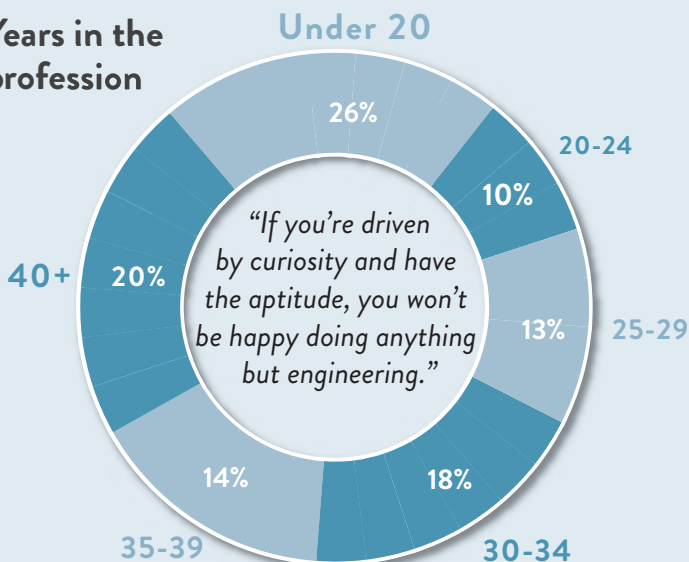 Years in the
profession
Under 20
26%
20-24
10%
40+
20%
“If you’re driven
by curiosity and have
the aptitude, you won’t
be happy doing anything
but engineering.”
13%
25-29
14%
18%
35-39
30-34